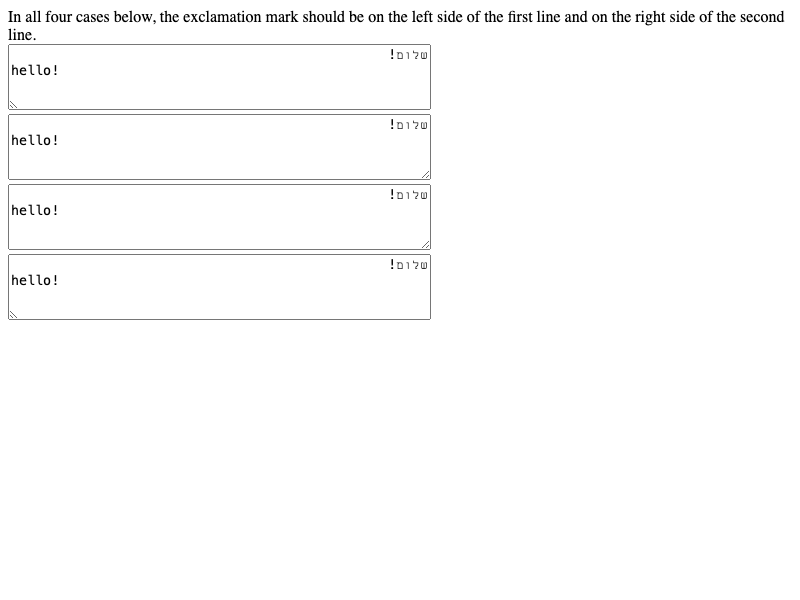 In all four cases below, the exclamation mark should be on the left side of the first line and on the right side of the second
line.
שלום!
hello!
שלום!
hello!
שלום!
hello!
שלום!
hello!